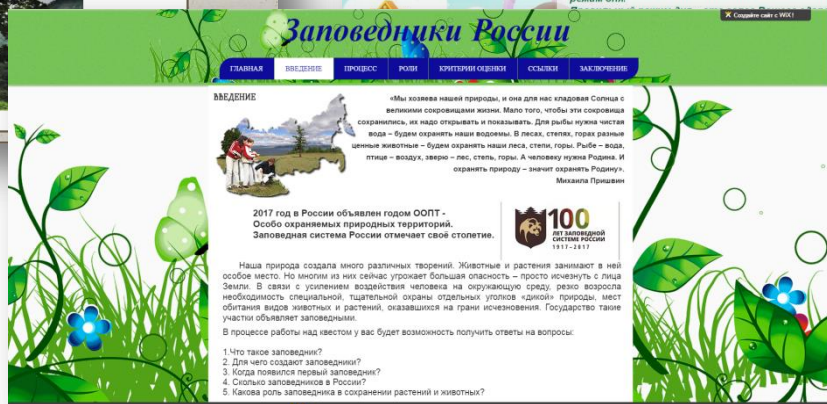 режим дня.
Создайте сайт с WiX!
Заповедники России
ГЛАВНАЯ ВВЕДЕНИЕ ПРОЦЕСС РОЛИ КРИТЕРИИ ОЦЕНКИ ССЫЛКИ ЗАКЛЮЧЕНИЕ
ВВЕДЕНИЕ
«Мы хозяева нашей природы, и она для нас кладовая Солнца с
великими сокровищами жизни. Мало того, чтобы эти сокровища
сохранились, их надо открывать и показывать. Для рыбы нужна чистая
вода – будем охранять наши водоемы. В лесах, степях, горах разные
ценные животные – будем охранять наши леса, степи, горы. Рыбе – вода,
птице – воздух, зверю – лес, степь, горы. А человеку нужна Родина. И
охранять природу – значит охранять Родину».
Михаила Пришвин
2017 год в России объявлен годом ООПТ -
Особо охраняемых природных территорий.
Заповедная система России отмечает своё столетие.
100
ЛЕТ ЗАПОВЕДНОЙ
СИСТЕМЕ РОССИИ
1917-2017
Наша природа создала много различных творений. Животные и растения занимают в ней
особое место. Но многим из них сейчас угрожает большая опасность – просто исчезнуть с лица
Земли. В связи с усилением воздействия человека на окружающую среду, резко возросла
необходимость специальной, тщательной охраны отдельных уголков «дикой» природы, мест
обитания видов животных и растений, оказавшихся на грани исчезновения. Государство такие
участки объявляет заповедными.
В процессе работы над квестом у вас будет возможность получить ответы на вопросы:
1.Что такое заповедник?
2. Для чего создают заповедники?
3. Когда появился первый заповедник?
4. Сколько заповедников в России?
5. Какова роль заповедника в сохранении растений и животных?